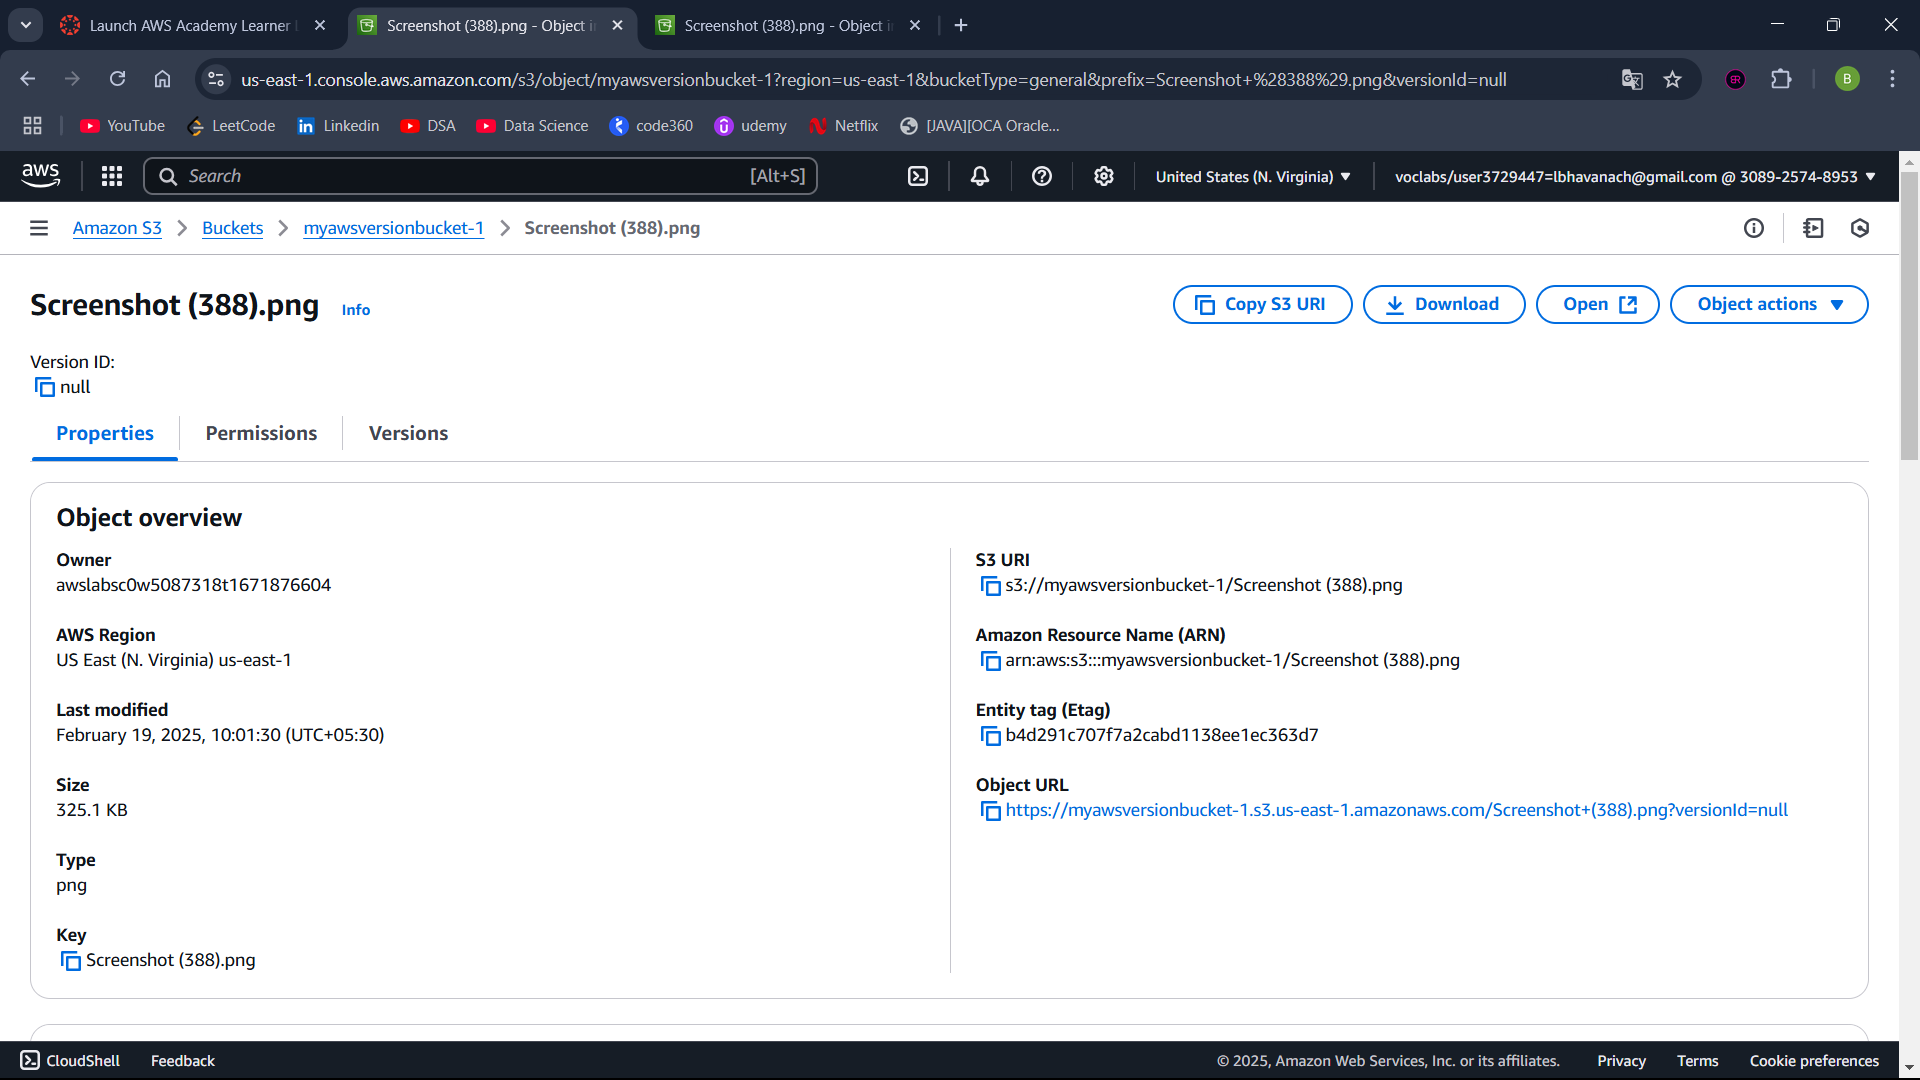 Launch AWS Academy Learner
Screenshot (388).png - Object i
Screenshot (388).png - Object i
us-east-1.console.aws.amazon.com/s3/object/myawsversionbucket-1?region=us-east-1&bucketType=general&prefix=Screenshot+%28388%29.png&versionId=null
B
YouTube
LeetCode
Linkedin
DSA
Data Science
code360
udemy
Netflix
[JAVA][OCA Oracle...
aws
Search
[Alt+S]
United States (N. Virginia)
voclabs/user3729447=lbhavanach@gmail.com @ 3089-2574-8953
Amazon S3
Buckets
myawsversionbucket-1
Screenshot (388).png
Screenshot (388).png
Info
Copy S3 URI
Download
Open
Object actions
Version ID:
null
Properties
Permissions
Versions
Object overview
Owner
awslabsc0w5087318t1671876604
AWS Region
US East (N. Virginia) us-east-1
Last modified
February 19, 2025, 10:01:30 (UTC+05:30)
Size
325.1 KB
Type
png
Key
Screenshot (388).png
S3 URI
s3://myawsversionbucket-1/Screenshot (388).png
Amazon Resource Name (ARN)
arn:aws:s3:::myawsversionbucket-1/Screenshot (388).png
Entity tag (Etag)
b4d291c707f7a2cabd1138ee1ec363d7
Object URL
https://myawsversionbucket-1.s3.us-east-1.amazonaws.com/Screenshot+(388).png?versionId=null
CloudShell
Feedback
© 2025, Amazon Web Services, Inc. or its affiliates.
Privacy
Terms
Cookie preferences